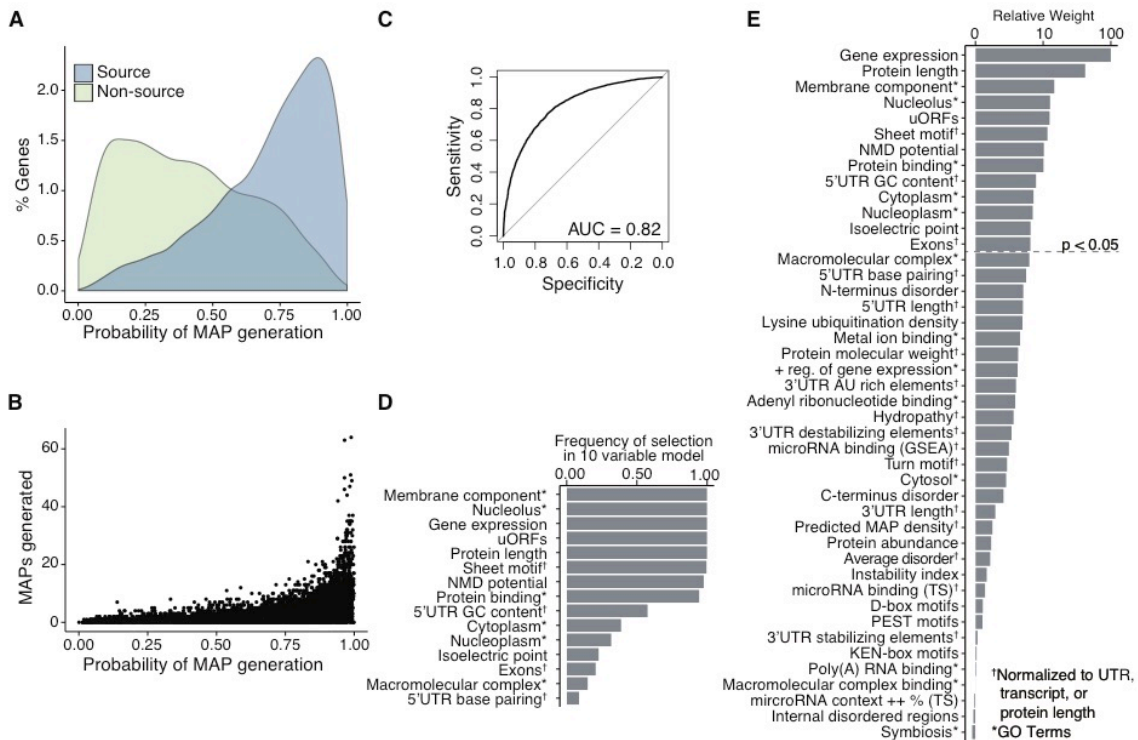 A
Source
Non-source
% Genes
2.0
1.5
1.0
0.5
0.0
0.00 0.25 0.50 0.75 1.00
Probability of MAP generation
B
MAPs generated
60
40
20
0
0.00 0.25 0.50 0.75 1.00
Probability of MAP generation
C
Sensitivity
0.0 0.2 0.4 0.6 0.8 1.0
AUC = 0.82
1.0 0.8 0.6 0.4 0.2 0.0
Specificity
D
Frequency of selection
in 10 variable model
0.00 0.50 1.00
Membrane component*
Nucleolus*
Gene expression
uORFs
Protein length
Sheet motif†
NMD potential
Protein binding*
5'UTR GC content†
Cytoplasm*
Nucleoplasm*
Isoelectric point
Exons†
Macromolecular complex*
5'UTR base pairing†
E
Relative Weight
0 10 100
Gene expression
Protein length
Membrane component*
Nucleolus*
uORFs
Sheet motif†
NMD potential
Protein binding*
5'UTR GC content†
Cytoplasm*
Nucleoplasm*
Isoelectric point
Exons†
p < 0.05
Macromolecular complex*
5'UTR base pairing†
N-terminus disorder
5'UTR length†
Lysine ubiquitination density
Metal ion binding*
Protein molecular weight†
+ reg. of gene expression*
3'UTR AU rich elements†
Adenyl ribonucleotide binding*
Hydropathy†
3'UTR destabilizing elements†
microRNA binding (GSEA)†
Turn motif†
Cytosol*
C-terminus disorder
3'UTR length†
Predicted MAP density†
Protein abundance
Average disorder†
Instability index
microRNA binding (TS)†
D-box motifs
PEST motifs
3'UTR stabilizing elements†
KEN-box motifs
Poly(A) RNA binding*
Macromolecular complex binding*
mircroRNA context ++ % (TS)
Internal disordered regions
Symbiosis*
†Normalized to UTR,
transcript, or
protein length
*GO Terms